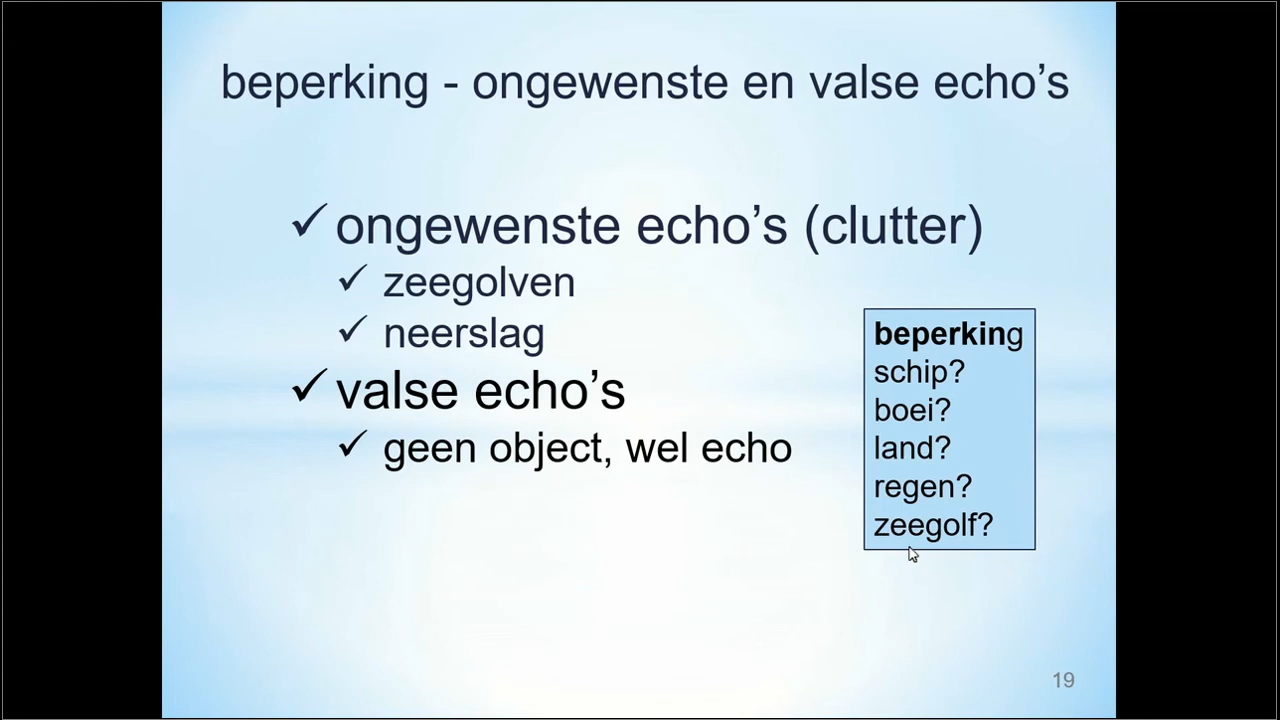 beperking - ongewenste en valse echo’s
✓ ongewenste echo’s (clutter)
✓ zeegolven
✓ neerslag
✓ valse echo’s
✓ geen object, wel echo
beperking
schip?
boei?
land?
regen?
zeegolf?
19